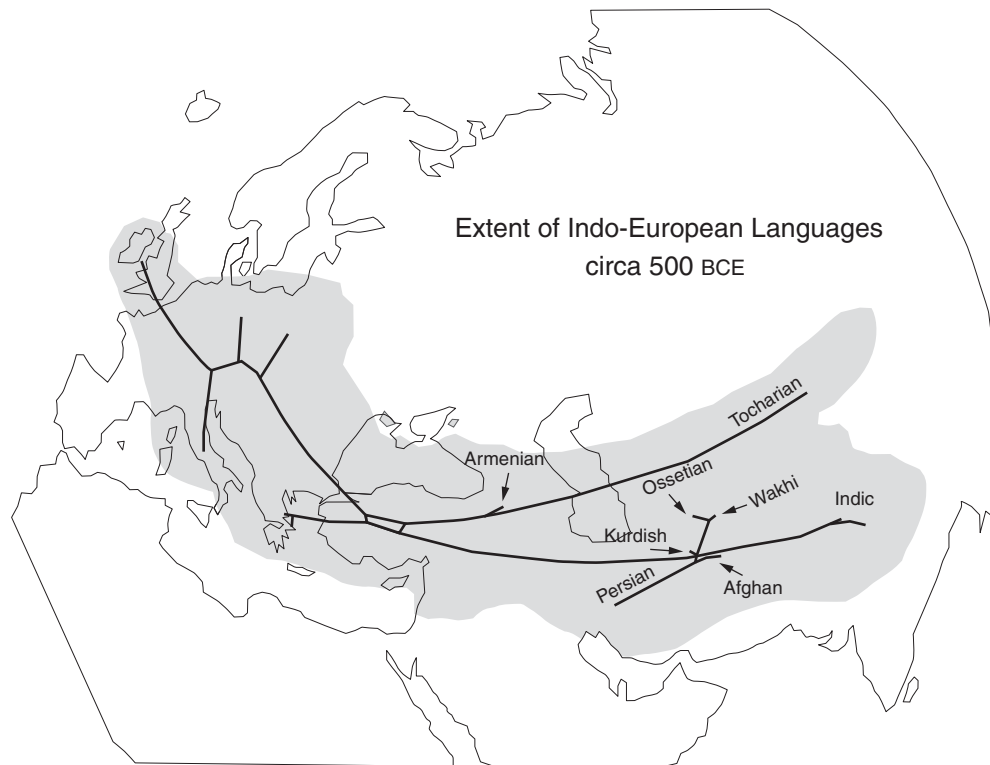 Extent of Indo-European Languages
circa 500 BCE
Tocharian
Armenian
Ossetian
Wakhi
Indic
Kurdish
Persian
Afghan